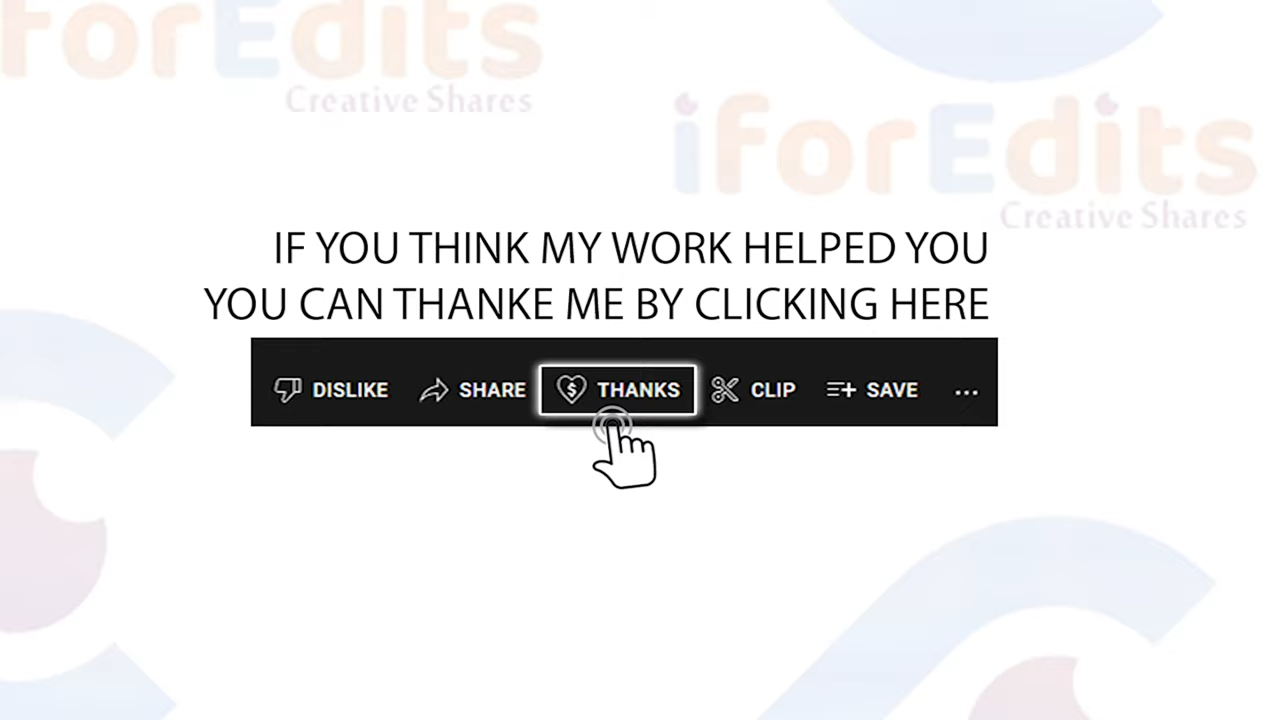 iforEdits
Creative Shares
iforEdits
Creative Shares
IF YOU THINK MY WORK HELPED YOU
YOU CAN THANKE ME BY CLICKING HERE
DISLIKE SHARE $ THANKS CLIP SAVE ...